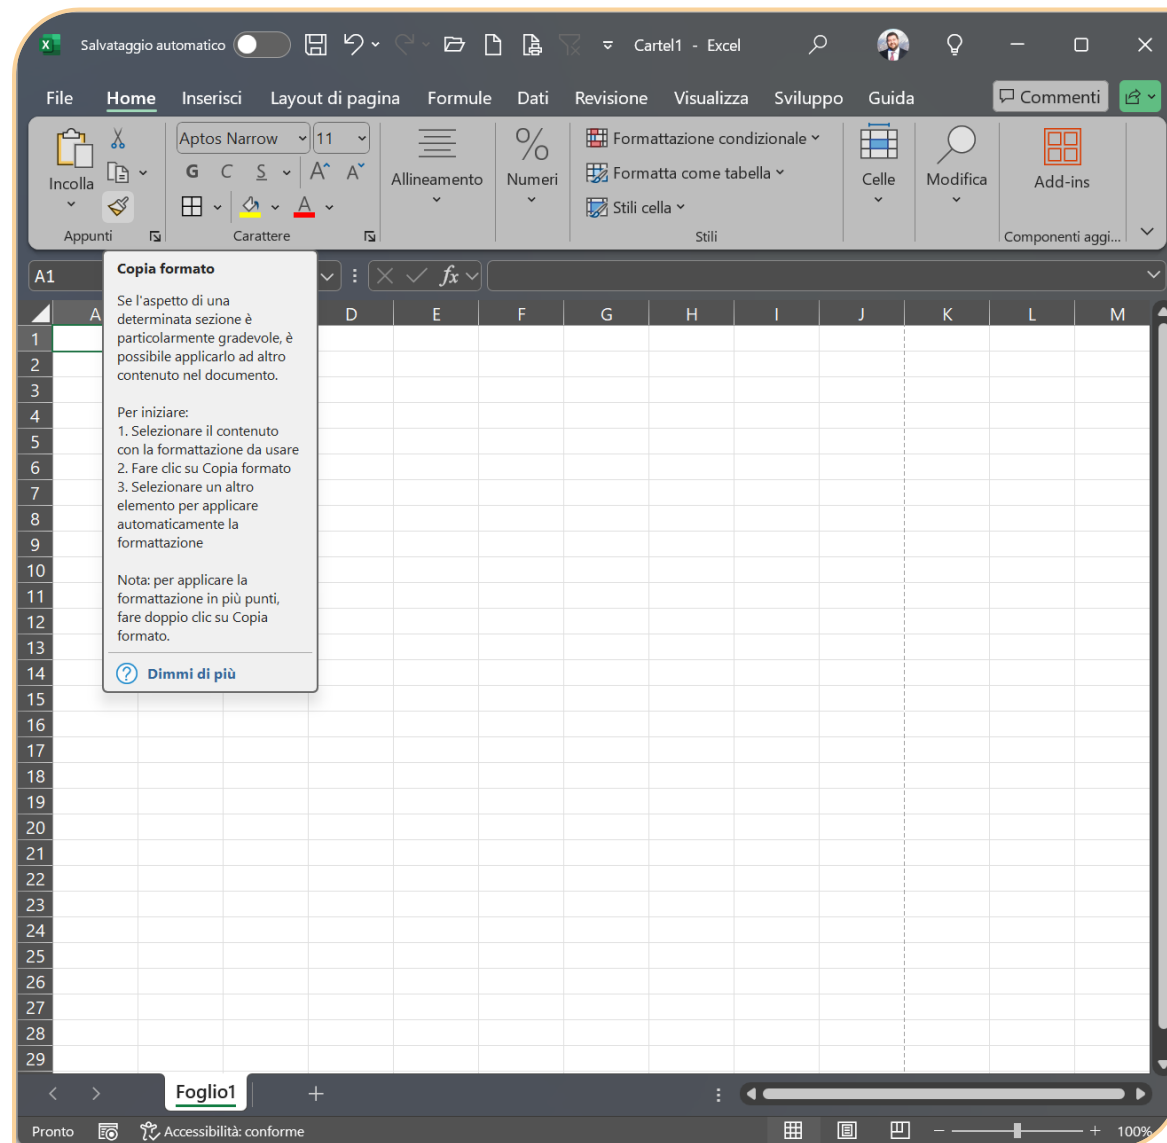 Salvataggio automatico Cartel1 - Excel
File Home Inserisci Layout di pagina Formule Dati Revisione Visualizza Sviluppo Guida Commenti
Incolla
Appunti
Aptos Narrow 11
G C S A A
A
Carattere
Allineamento
%
Numeri
Formattazione condizionale
Formatta come tabella
Stili cella
Stili
Celle
Modifica
Add-ins
Componenti aggi...
A1 fx
A D E F G H I J K L M
Copia formato
Se l'aspetto di una
determinata sezione è
particolarmente gradevole, è
possibile applicarlo ad altro
contenuto nel documento.
Per iniziare:
1. Selezionare il contenuto
con la formattazione da usare
2. Fare clic su Copia formato
3. Selezionare un altro
elemento per applicare
automaticamente la
formattazione
Nota: per applicare la
formattazione in più punti,
fare doppio clic su Copia
formato.
Dimmi di più
1
2
3
4
5
6
7
8
9
10
11
12
13
14
15
16
17
18
19
20
21
22
23
24
25
26
27
28
29
Foglio1
Pronto Accessibilità: conforme 100%